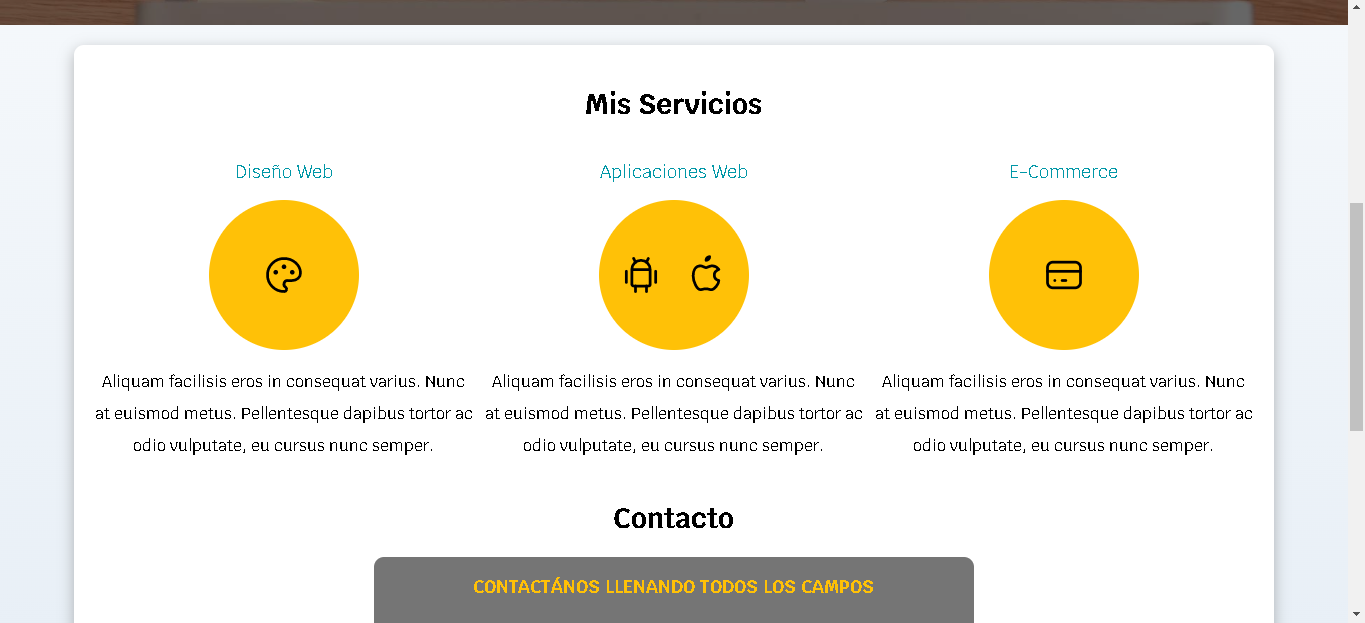 Mis Servicios
Diseño Web
Aplicaciones Web
E-Commerce
Aliquam facilisis eros in consequat varius. Nunc
at euismod metus. Pellentesque dapibus tortor ac
odio vulputate, eu cursus nunc semper.
Aliquam facilisis eros in consequat varius. Nunc
at euismod metus. Pellentesque dapibus tortor ac
odio vulputate, eu cursus nunc semper.
Aliquam facilisis eros in consequat varius. Nunc
at euismod metus. Pellentesque dapibus tortor ac
odio vulputate, eu cursus nunc semper.
Contacto
CONTACTÁNOS LLENANDO TODOS LOS CAMPOS